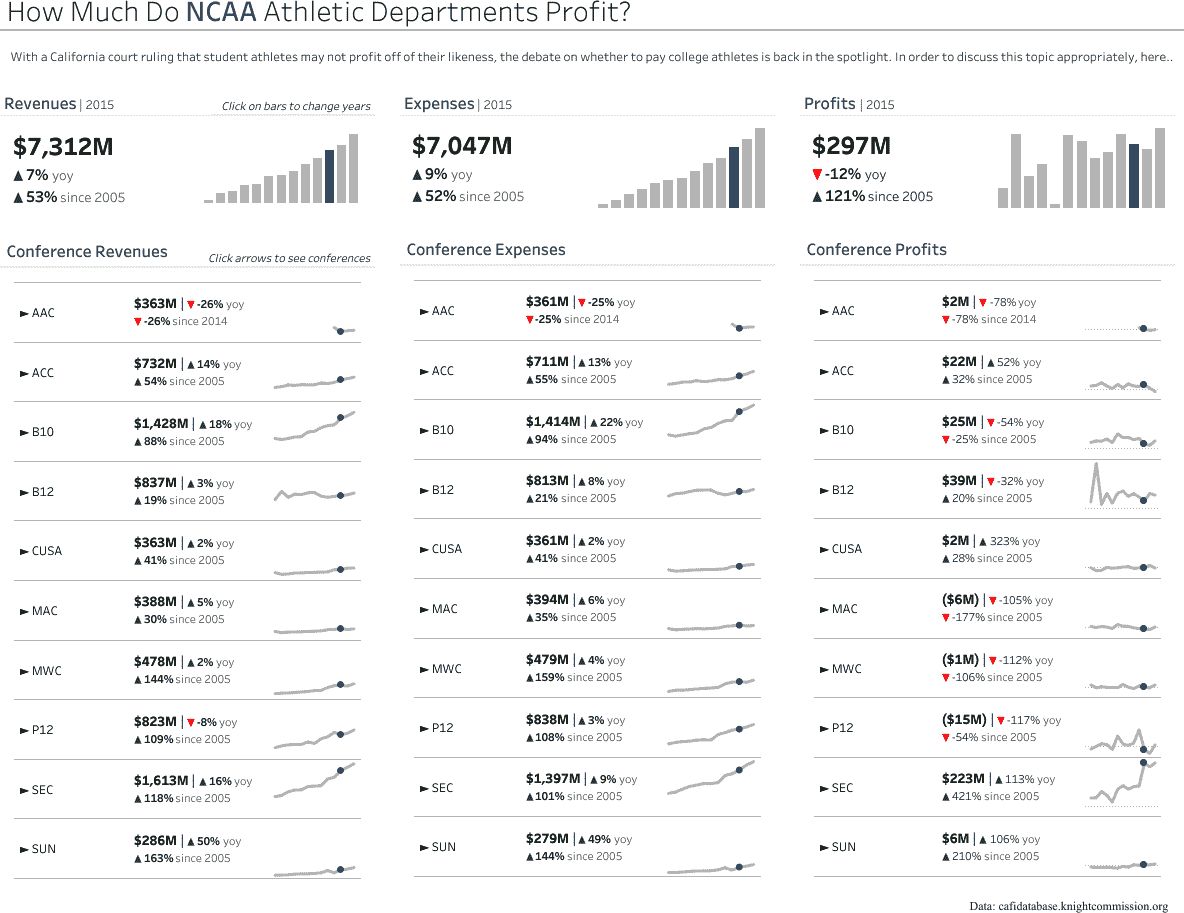 How Much Do NCAA Athletic Departments Profit?
With a California court ruling that student athletes may not profit off of their likeness, the debate on whether to pay college athletes is back in the spotlight. In order to discuss this topic appropriately, here..
Revenues | 2015
Click on bars to change years
$7,312M
▲ 7% yoy
▲ 53% since 2005
Expenses | 2015
$7,047M
▲ 9% yoy
▲ 52% since 2005
Profits | 2015
$297M
▼ -12% yoy
▲ 121% since 2005
Conference Revenues
Click arrows to see conferences
► AAC
$363M | ▼ -26% yoy
▼ -26% since 2014
► ACC
$732M | ▲ 14% yoy
▲ 54% since 2005
► B10
$1,428M | ▲ 18% yoy
▲ 88% since 2005
► B12
$837M | ▲ 3% yoy
▲ 19% since 2005
► CUSA
$363M | ▲ 2% yoy
▲ 41% since 2005
► MAC
$388M | ▲ 5% yoy
▲ 30% since 2005
► MWC
$478M | ▲ 2% yoy
▲ 144% since 2005
► P12
$823M | ▼ -8% yoy
▲ 109% since 2005
► SEC
$1,613M | ▲ 16% yoy
▲ 118% since 2005
► SUN
$286M | ▲ 50% yoy
▲ 163% since 2005
Conference Expenses
► AAC
$361M | ▼ -25% yoy
▼ -25% since 2014
► ACC
$711M | ▲ 13% yoy
▲ 55% since 2005
► B10
$1,414M | ▲ 22% yoy
▲ 94% since 2005
► B12
$813M | ▲ 8% yoy
▲ 21% since 2005
► CUSA
$361M | ▲ 2% yoy
▲ 41% since 2005
► MAC
$394M | ▲ 6% yoy
▲ 35% since 2005
► MWC
$479M | ▲ 4% yoy
▲ 159% since 2005
► P12
$838M | ▲ 3% yoy
▲ 108% since 2005
► SEC
$1,397M | ▲ 9% yoy
▲ 101% since 2005
► SUN
$279M | ▲ 49% yoy
▲ 144% since 2005
Conference Profits
► AAC
$2M | ▼ -78% yoy
▼ -78% since 2014
► ACC
$22M | ▲ 52% yoy
▲ 32% since 2005
► B10
$25M | ▼ -54% yoy
▼ -25% since 2005
► B12
$39M | ▼ -32% yoy
▲ 20% since 2005
► CUSA
$2M | ▲ 323% yoy
▲ 28% since 2005
► MAC
($6M) | ▼ -105% yoy
▼ -177% since 2005
► MWC
($1M) | ▼ -112% yoy
▼ -106% since 2005
► P12
($15M) | ▼ -117% yoy
▼ -54% since 2005
► SEC
$223M | ▲ 113% yoy
▲ 421% since 2005
► SUN
$6M | ▲ 106% yoy
▲ 210% since 2005
Data: cafidatabase.knightcommission.org